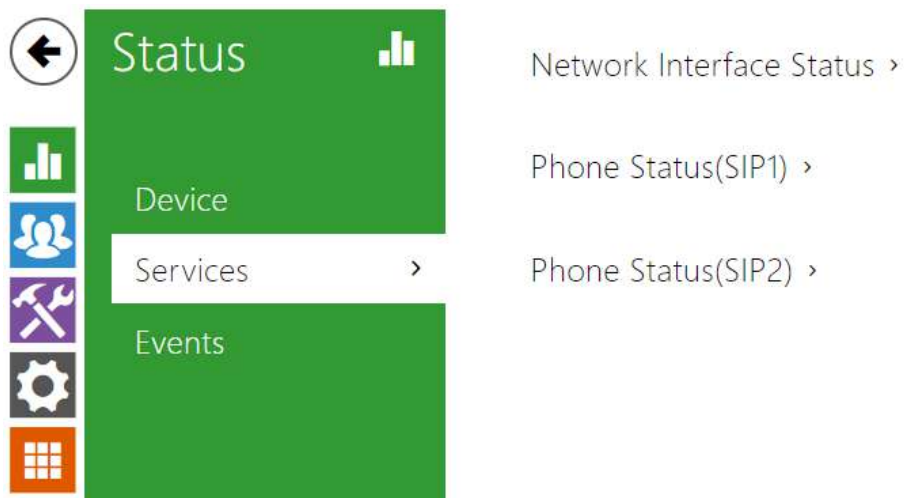 Status
Device
Services
Events
Network Interface Status
Phone Status(SIP1)
Phone Status(SIP2)